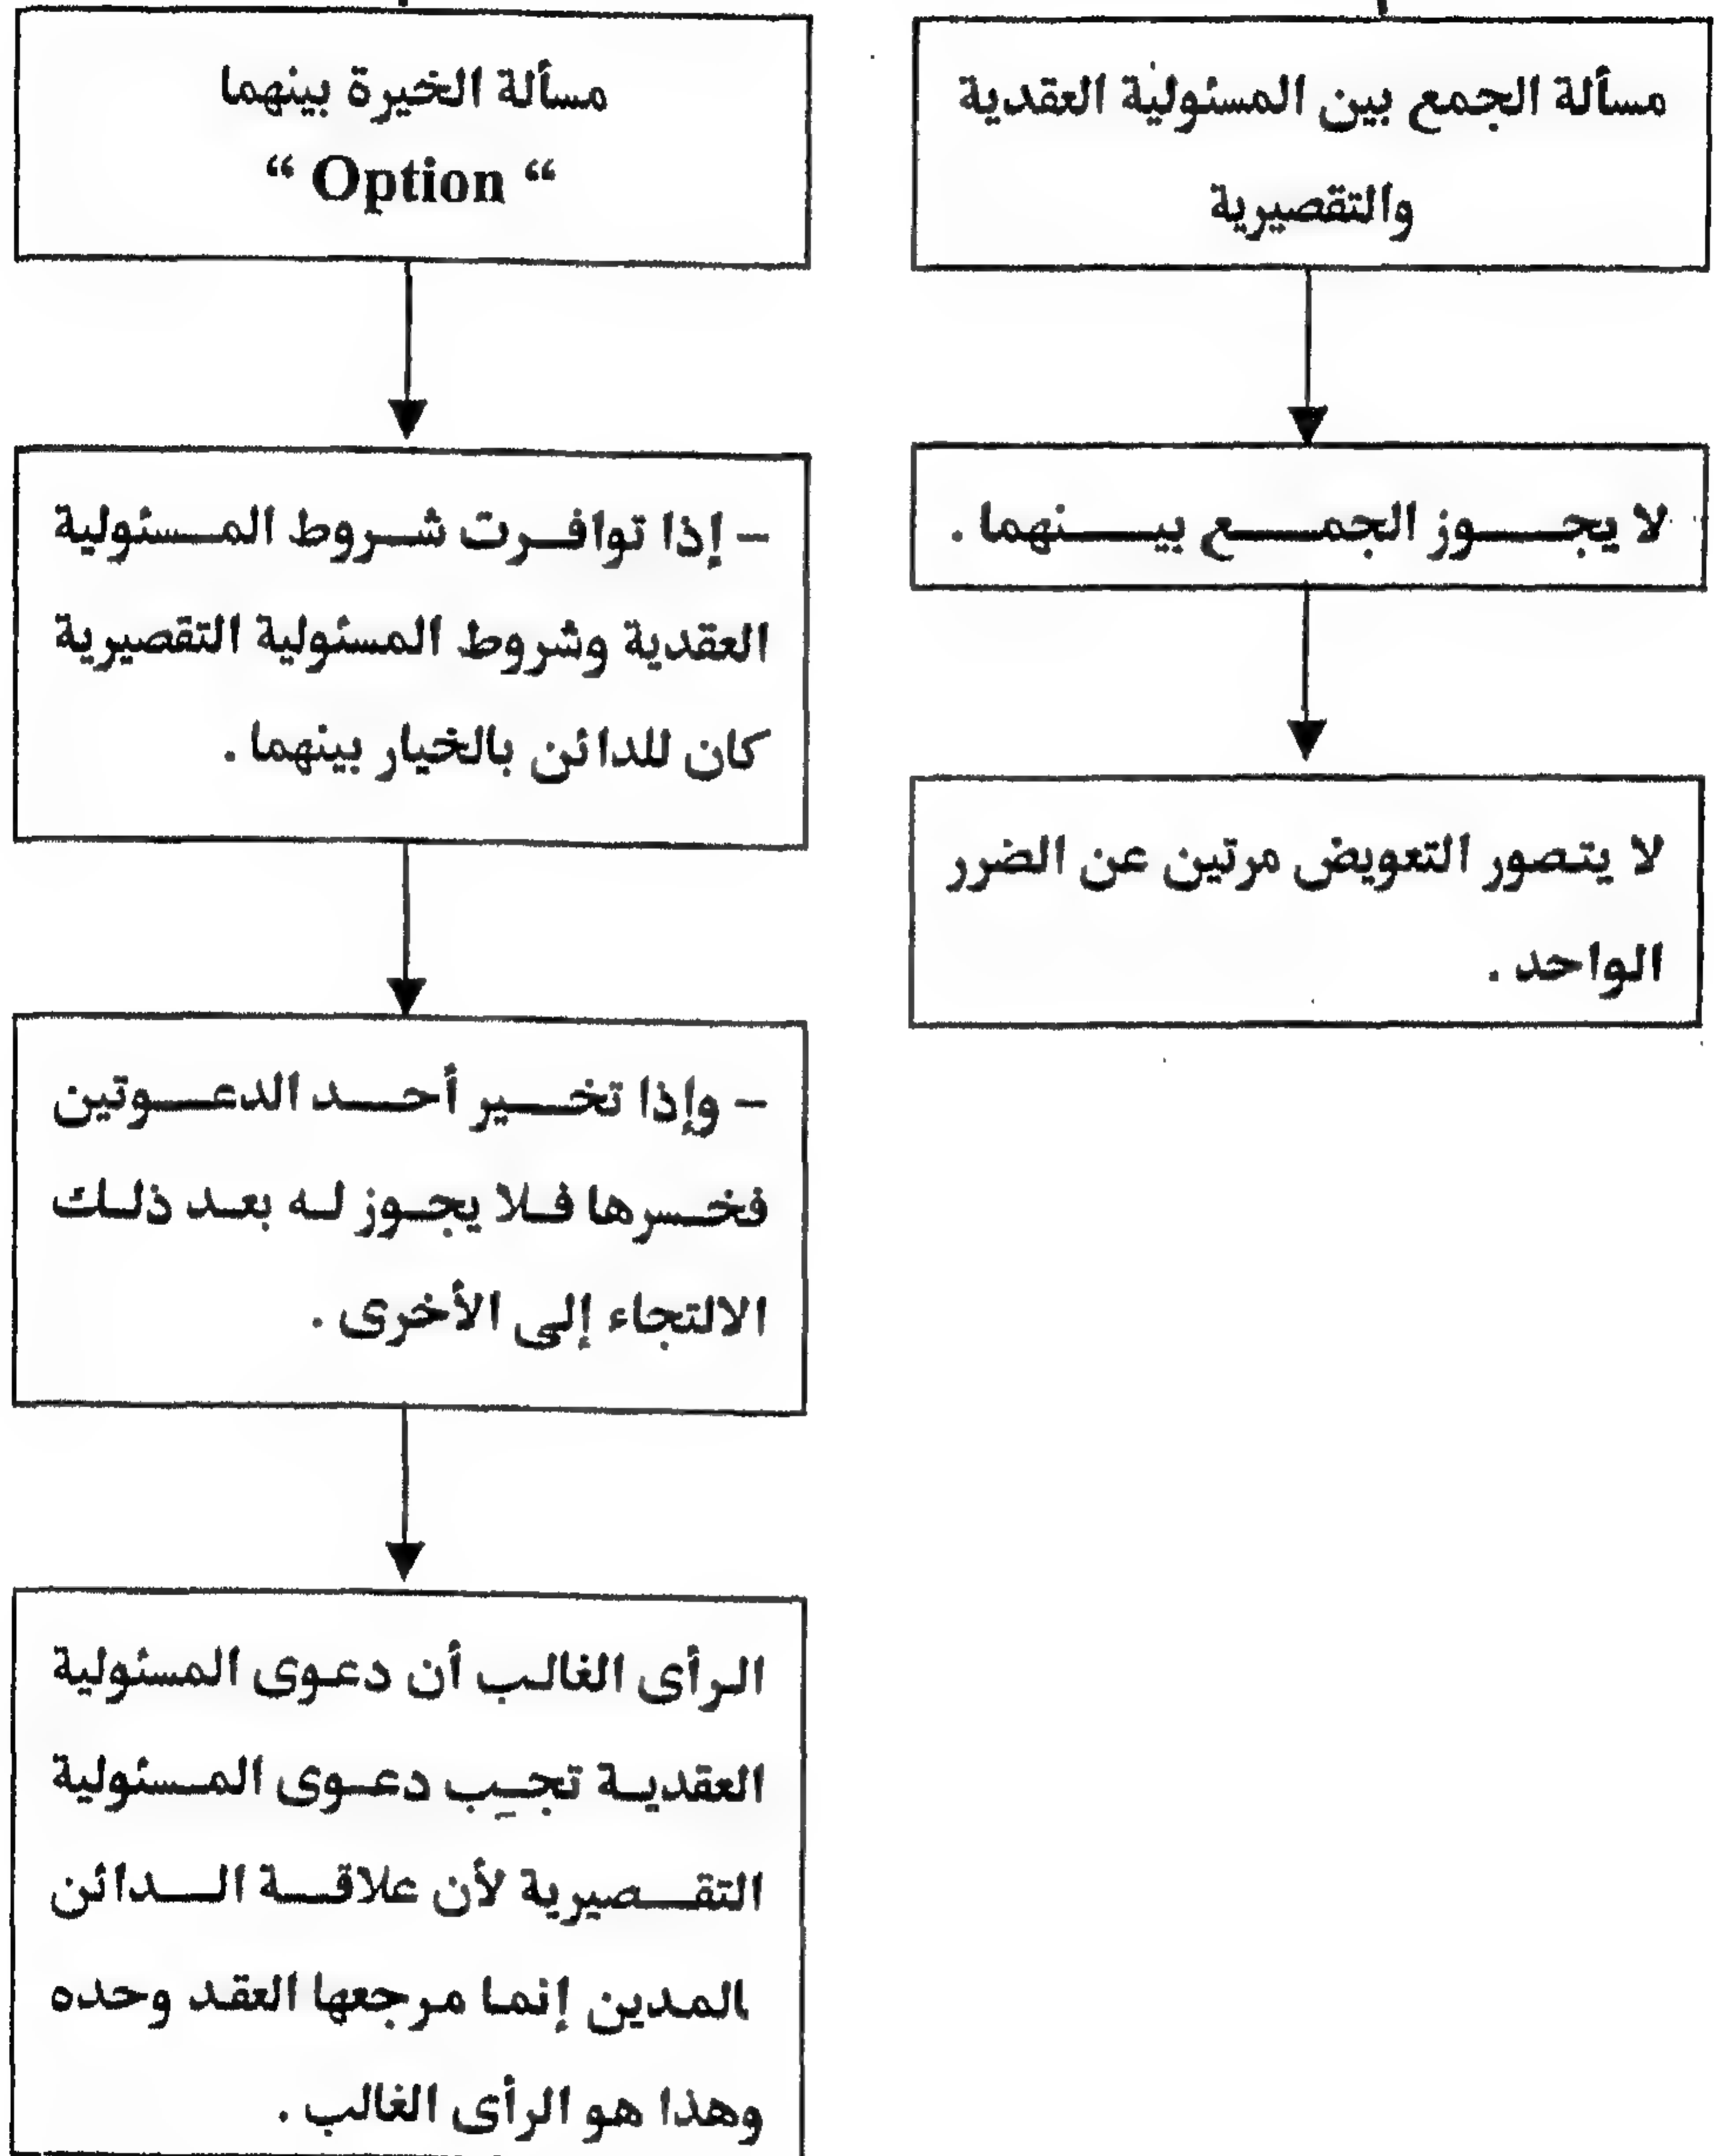 مسألة الجمع بين المسئولية العقدية
والتقصيرية
لا يجوز الجمع بينهما .
لا يتصور التعويض مرتين عن الضرر
الواحد .
مسألة الخيرة بينهما
“ Option “
– إذا توافرت شروط المسئولية
العقدية وشروط المسئولية التقصيرية
كان للدائن بالخيار بينهما .
– وإذا تخير أحد الدعوتين
فخسرها فلا يجوز له بعد ذلك
الالتجاء إلى الأخرى .
الرأى الغالب أن دعوى المسئولية
العقدية تجب دعوى المسئولية
التقصيرية لأن علاقة الدائن
بالمدين إنما مرجعها العقد وحده
وهذا هو الرأى الغالب .